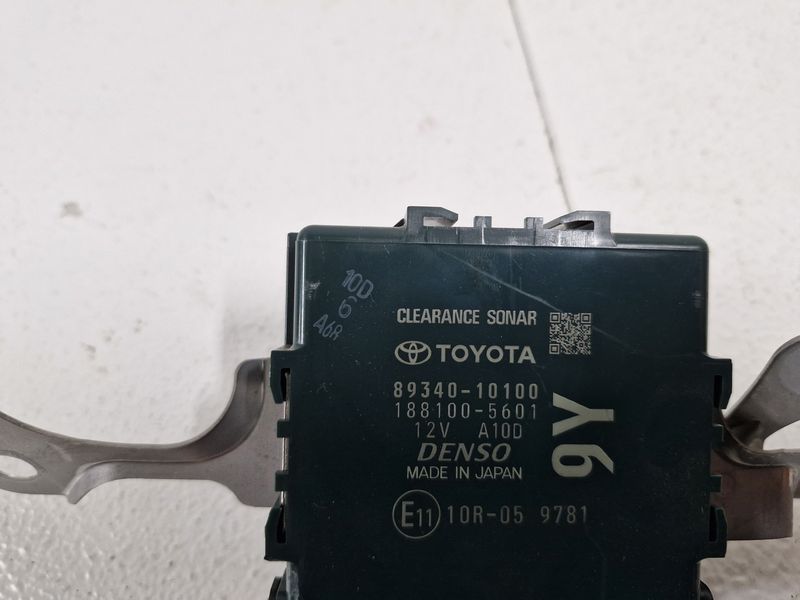 10D
6
A6R
CLEARANCE SONAR
TOYOTA
89340-10100
188100-5601
12V A10D
DENSO
MADE IN JAPAN
9Y
E11 10R-05 9781